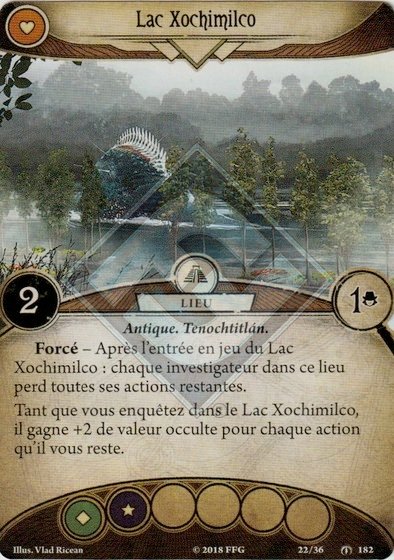 Lac Xochimilco
2
LIEU
1
Antique. Tenochtitlán.
Forcé – Après l'entrée en jeu du Lac
Xochimilco : chaque investigateur dans ce lieu
perd toutes ses actions restantes.
Tant que vous enquêtez dans le Lac Xochimilco,
il gagne +2 de valeur occulte pour chaque action
qu'il vous reste.
Illus. Vlad Ricean
© 2018 FFG
22/36
182